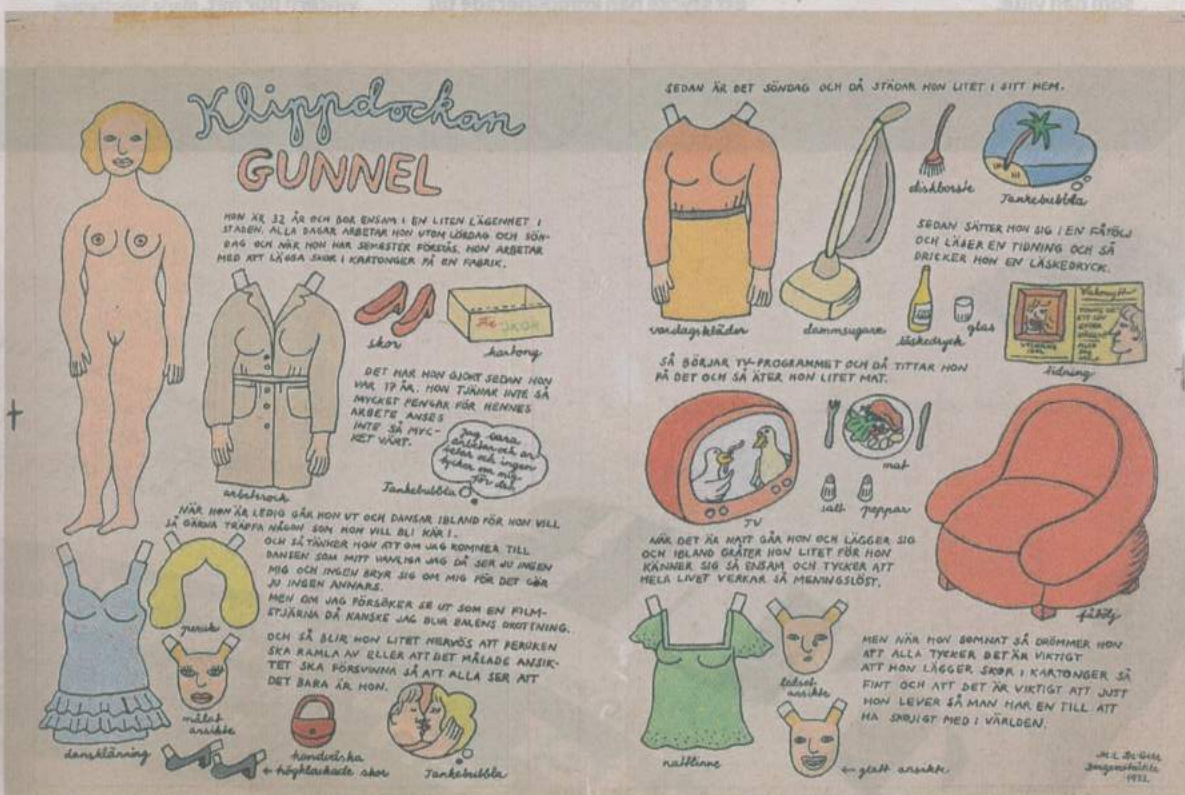 Klippdockan
GUNNEL
HON ÄR 32 ÅR OCH BOR ENSAM I EN LITEN LÄGENHET I
STADEN. ALLA DAGAR ARBETAR HON UTOM LÖRDAG OCH SÖN-
DAG OCH NÄR HON HAR SEMESTER FÖRSTÅS. HON ARBETAR
MED ATT LÄGGA SKOR I KARTONGER PÅ EN FABRIK.
skor
SKOR
kartong
DET HAR HON GJORT SEDAN HON
VAR 17 ÅR. HON TJÄNAR INTE SÅ
MYCKET PENGAR FÖR HENNES
ARBETE ANSES
INTE SÅ MYC-
KET VÄRT.
Jag bara
arbetar och ar
betar och ingen
tycker om mig
för det
Tankebubbla
arbetsrock
NÄR HON ÄR LEDIG GÅR HON UT OCH DANSAR IBLAND FÖR HON VILL
SÅ GÄRNA TRÄFFA NÅGON SOM HON VILL BLI KÄR I.
OCH SÅ TÄNKER HON ATT OM JAG KOMMER TILL
DANSEN SOM MITT VANLIGA JAG DÅ SER JU INGEN
MIG OCH INGEN BRYR SIG OM MIG FÖR DET GÖR
JU INGEN ANNARS.
MEN OM JAG FÖRSÖKER SE UT SOM EN FILM-
STJÄRNA DÅ KANSKE JAG BLIR BALENS DROTTNING.
peruk
OCH SÅ BLIR HON LITET NERVÖS ATT PERUKEN
SKA RAMLA AV ELLER ATT DET MÅLADE ANSIK-
TET SKA FÖRSVINNA SÅ ATT ALLA SER ATT
DET BARA ÄR HON.
målat
ansikte
dansklänning
handväska
högklackade skor
Tankebubbla
SEDAN ÄR DET SÖNDAG OCH DÅ STÄDAR HON LITET I SITT HEM.
diskborste
Tankebubbla
vardagskläder
dammsugare
SEDAN SÄTTER HON SIG I EN FÅTÖLJ
OCH LÄSER EN TIDNING OCH SÅ
DRICKER HON EN LÄSKEDRYCK.
läskedryck
glas
tidning
SÅ BÖRJAR TV-PROGRAMMET OCH DÅ TITTAR HON
PÅ DET OCH SÅ ÄTER HON LITET MAT.
TV
mat
salt
peppar
fåtölj
NÄR DET ÄR NATT GÅR HON OCH LÄGGER SIG
OCH IBLAND GRÅTER HON LITET FÖR HON
KÄNNER SIG SÅ ENSAM OCH TYCKER ATT
HELA LIVET VERKAR SÅ MENINGSLÖST.
nattlinne
ledset
ansikte
glatt ansikte
MEN NÄR HON SOMNAT SÅ DRÖMMER HON
ATT ALLA TYCKER DET ÄR VIKTIGT
ATT HON LÄGGER SKOR I KARTONGER SÅ
FINT OCH ATT DET ÄR VIKTIGT ATT JUST
HON LEVER SÅ MAN HAR EN TILL ATT
HA SKOJIGT MED I VÄRLDEN.